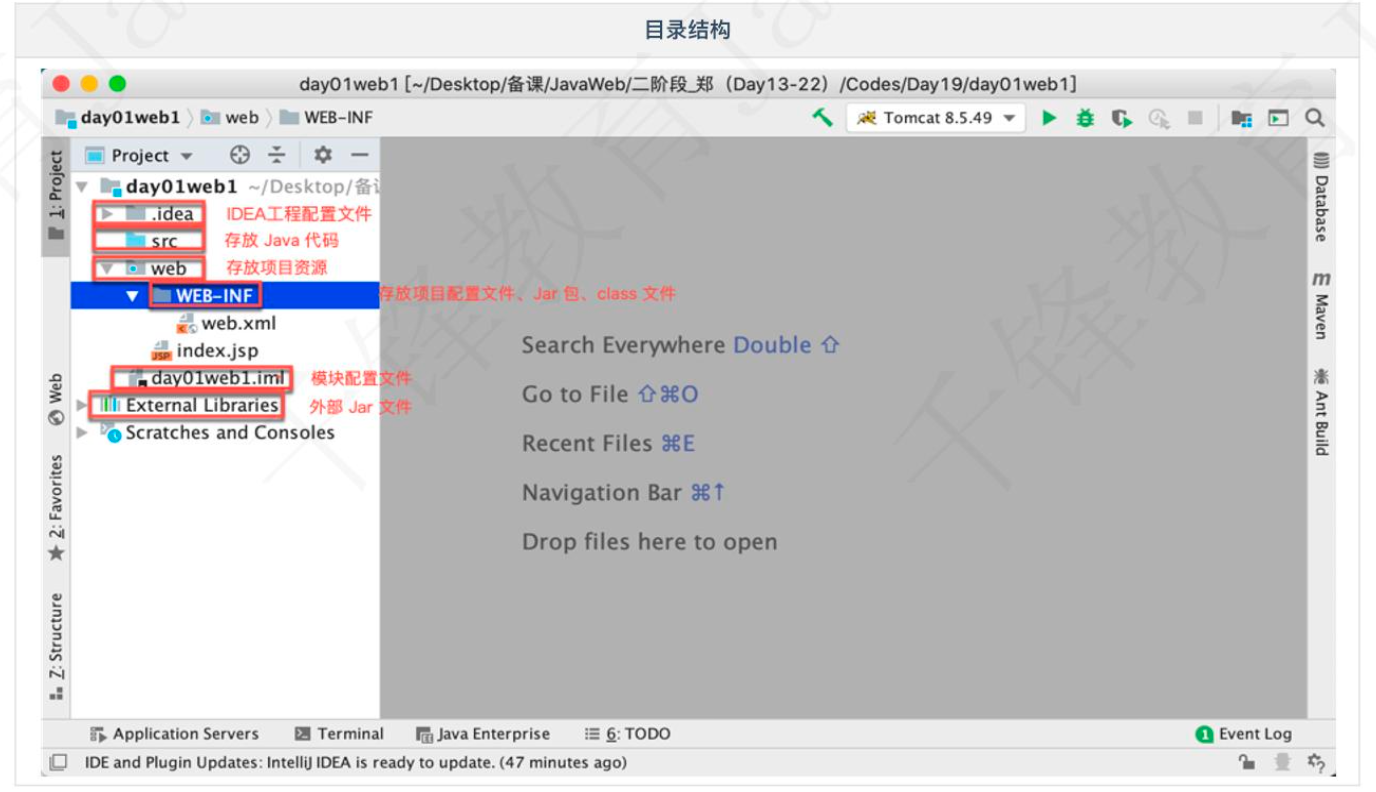 目录结构
day01web1 [~/Desktop/备课/JavaWeb/二阶段_郑（Day13-22）/Codes/Day19/day01web1]
day01web1 web WEB-INF Tomcat 8.5.49
1: Project
Project
day01web1 ~/Desktop/备
.idea IDEA工程配置文件
src 存放 Java 代码
web 存放项目资源
WEB-INF 存放项目配置文件、Jar 包、class 文件
web.xml
index.jsp
day01web1.iml 模块配置文件
External Libraries 外部 Jar 文件
Scratches and Consoles
Web
2: Favorites
Z: Structure
Search Everywhere Double ⇧
Go to File ⇧⌘O
Recent Files ⌘E
Navigation Bar ⌘↑
Drop files here to open
Database
m Maven
Ant Build
Application Servers Terminal Java Enterprise 6: TODO 1 Event Log
IDE and Plugin Updates: IntelliJ IDEA is ready to update. (47 minutes ago)
千锋教育Ja